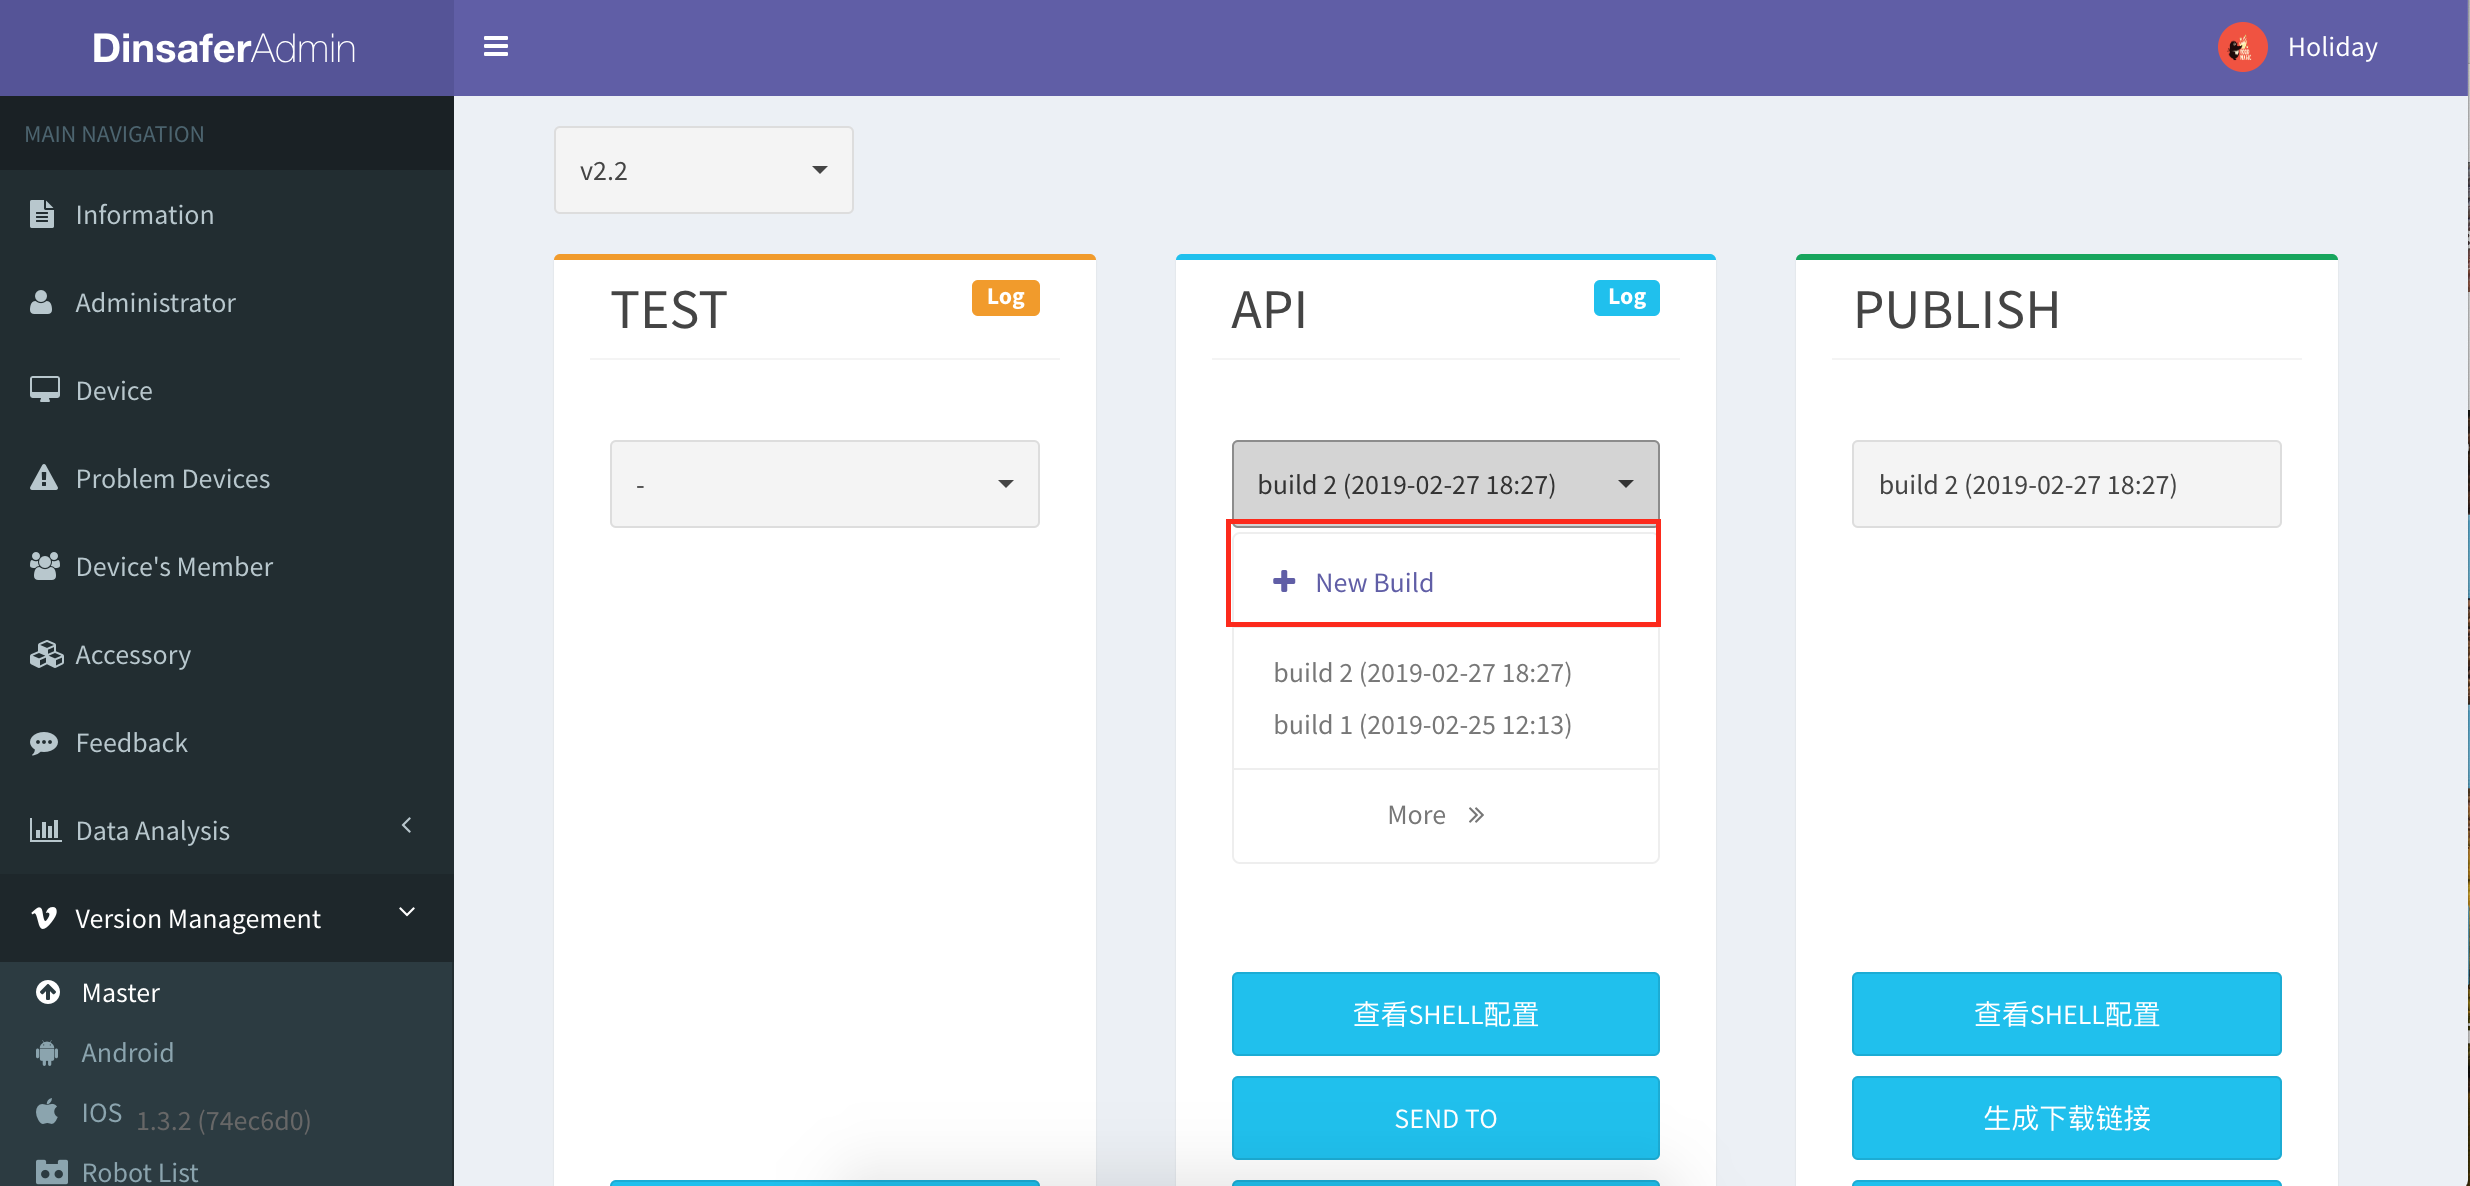 DinsaferAdmin
Holiday
MAIN NAVIGATION
Information
Administrator
Device
Problem Devices
Device's Member
Accessory
Feedback
Data Analysis
Version Management
Master
Android
IOS
1.3.2 (74ec6d0)
Robot List
v2.2
TEST
Log
-
API
Log
build 2 (2019-02-27 18:27)
New Build
build 2 (2019-02-27 18:27)
build 1 (2019-02-25 12:13)
More
查看SHELL配置
SEND TO
PUBLISH
build 2 (2019-02-27 18:27)
查看SHELL配置
生成下载链接